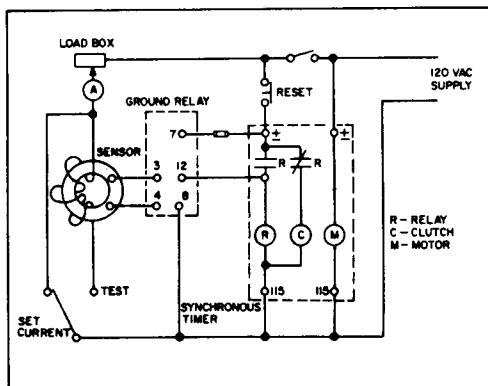 LOAD BOX
A
120 VAC
SUPPLY
RESET
GROUND RELAY
7
±
±
SENSOR
3
12
R
R
4
8
R
C
M
R – RELAY
C – CLUTCH
M – MOTOR
TEST
115
115
SYNCHRONOUS
TIMER
SET
CURRENT